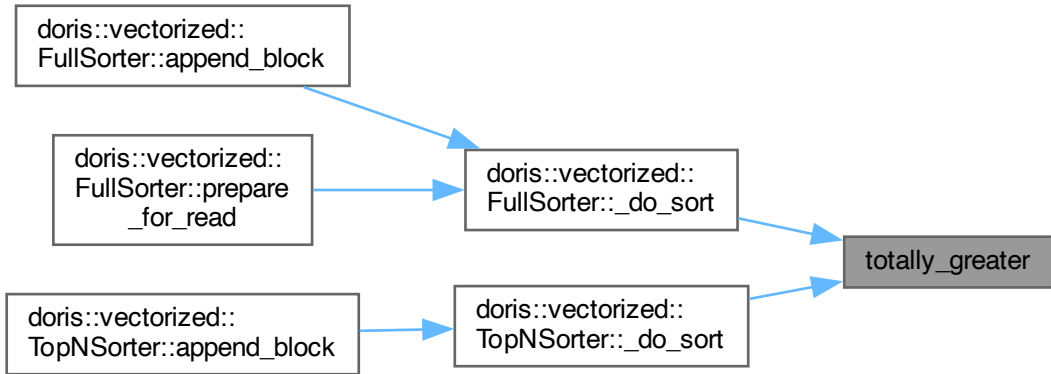 doris::vectorized::
FullSorter::append_block
doris::vectorized::
FullSorter::prepare
_for_read
doris::vectorized::
FullSorter::_do_sort
totally_greater
doris::vectorized::
TopNSorter::append_block
doris::vectorized::
TopNSorter::_do_sort